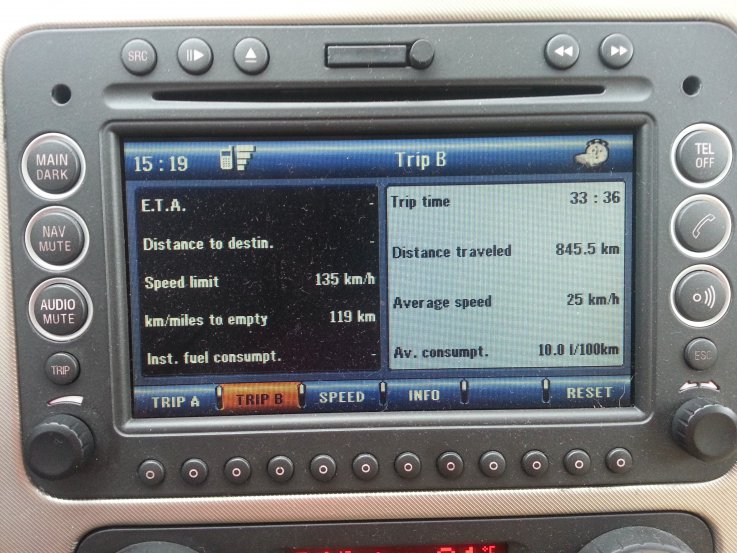 SRC
MAIN
DARK
NAV
MUTE
AUDIO
MUTE
TRIP
15 : 19
Trip B
E.T.A. -
Distance to destin. -
Speed limit 135 km/h
km/miles to empty 119 km
Inst. fuel consumpt. -
Trip time 33 : 36
Distance traveled 845.5 km
Average speed 25 km/h
Av. consumpt. 10.0 l/100km
TRIP A TRIP B SPEED INFO RESET
TEL
OFF
ESC
°F